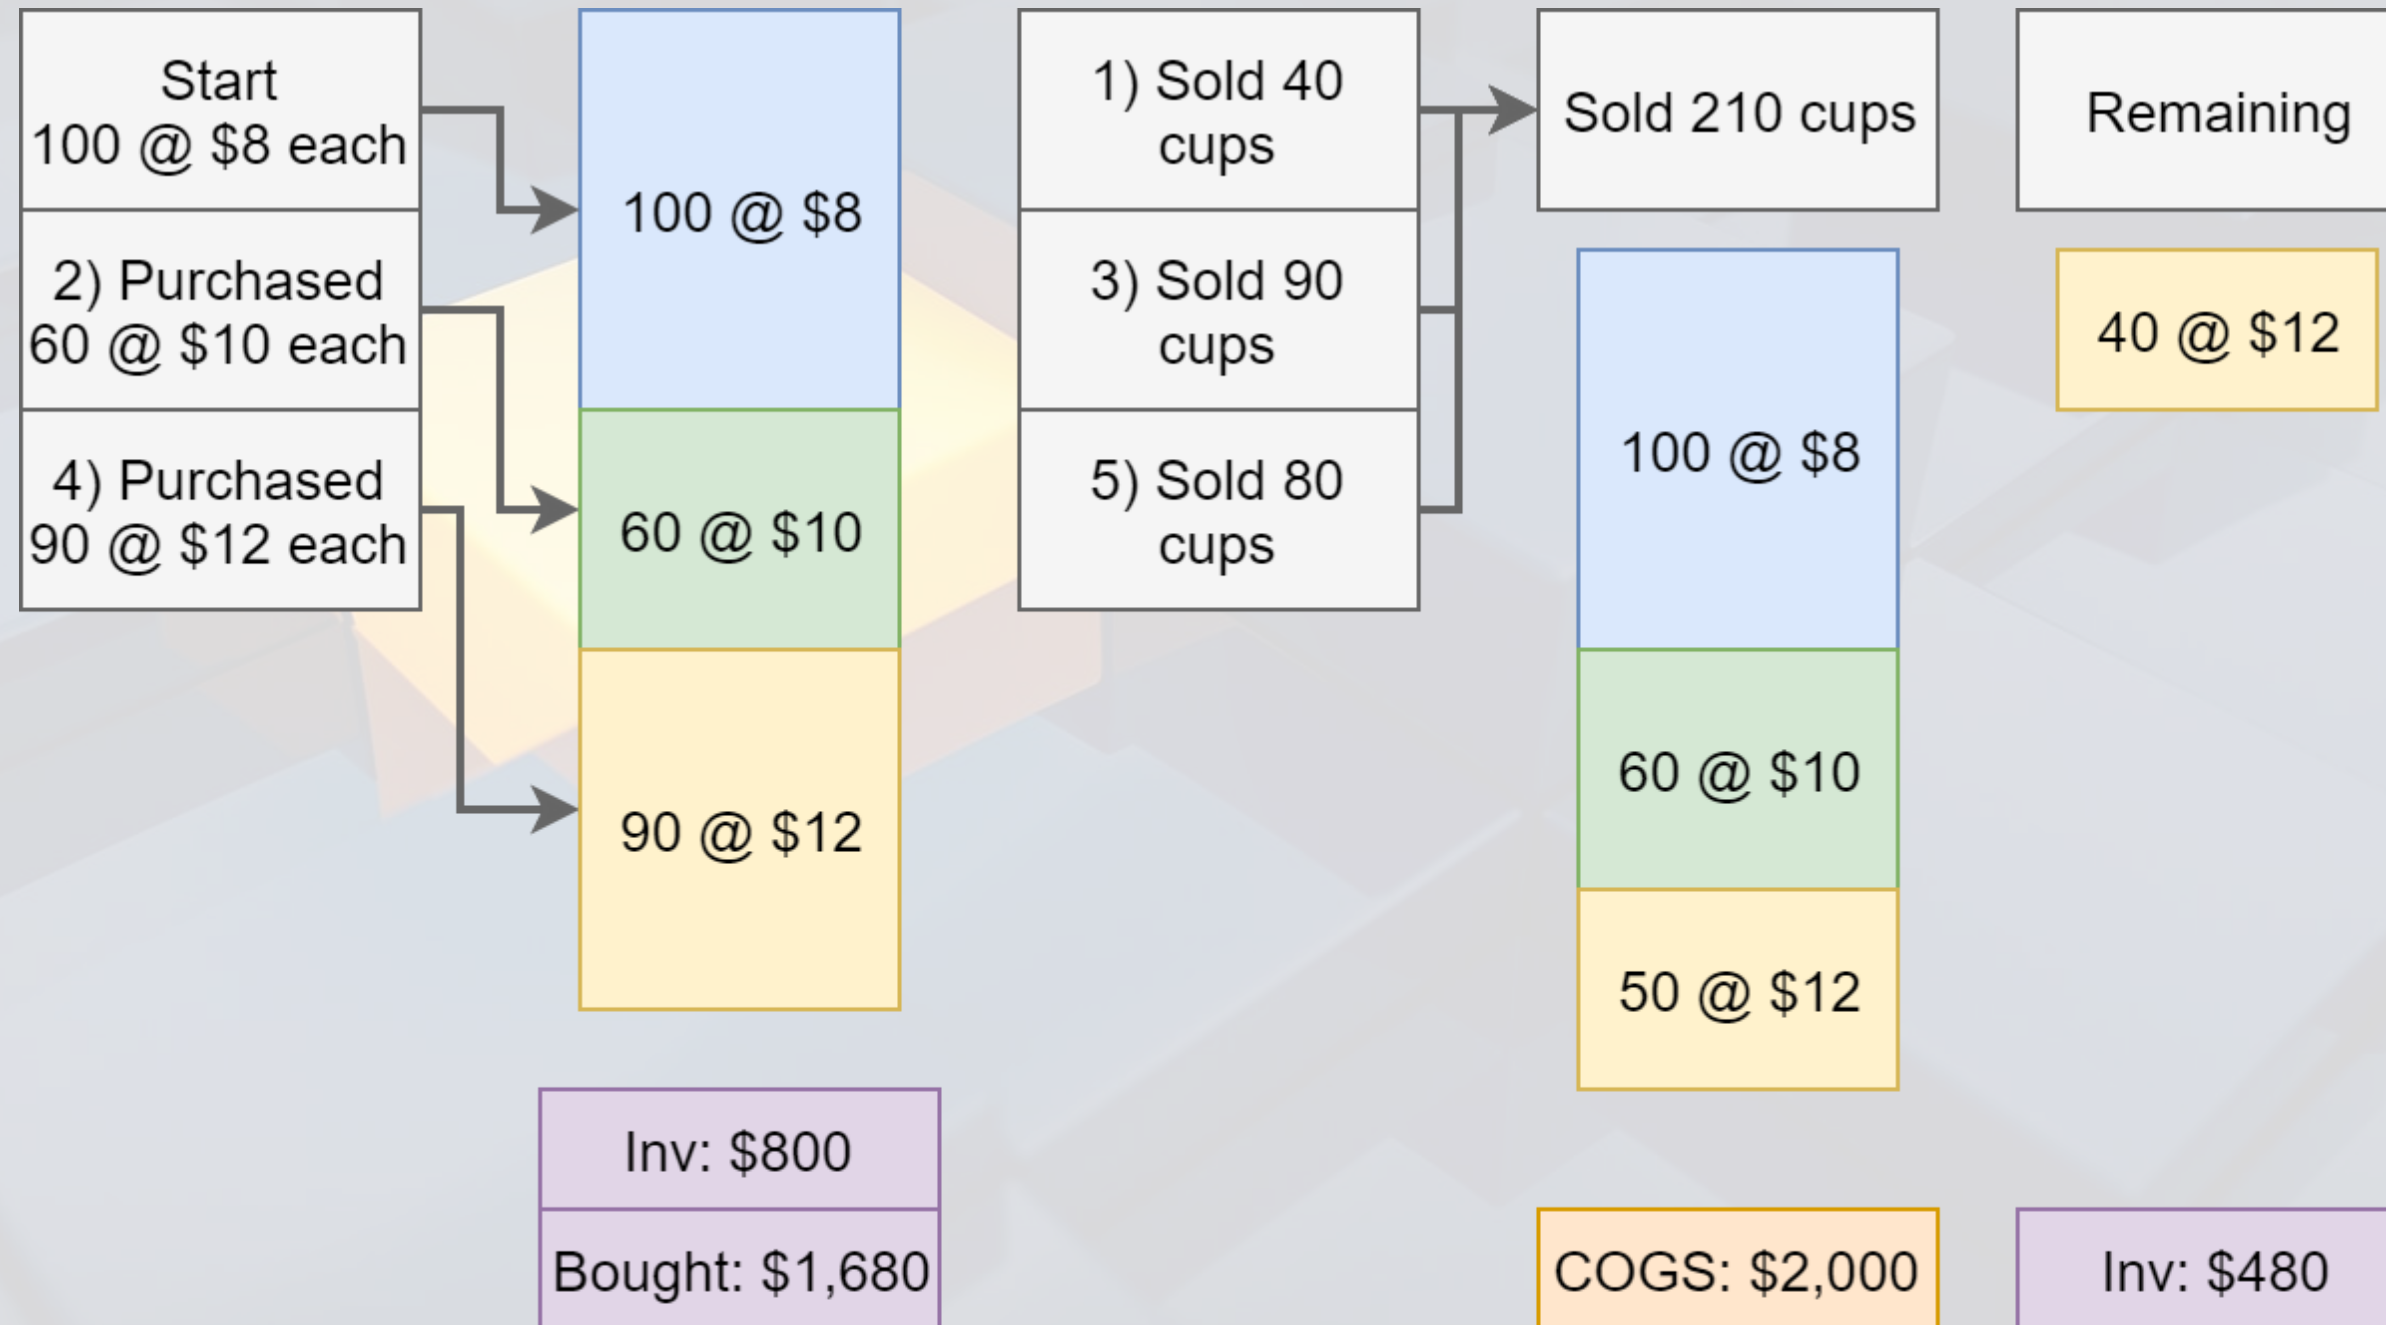 Start
100 @ $8 each
2) Purchased
60 @ $10 each
4) Purchased
90 @ $12 each
100 @ $8
60 @ $10
90 @ $12
Inv: $800
Bought: $1,680
1) Sold 40
cups
3) Sold 90
cups
5) Sold 80
cups
Sold 210 cups
100 @ $8
60 @ $10
50 @ $12
COGS: $2,000
Remaining
40 @ $12
Inv: $480